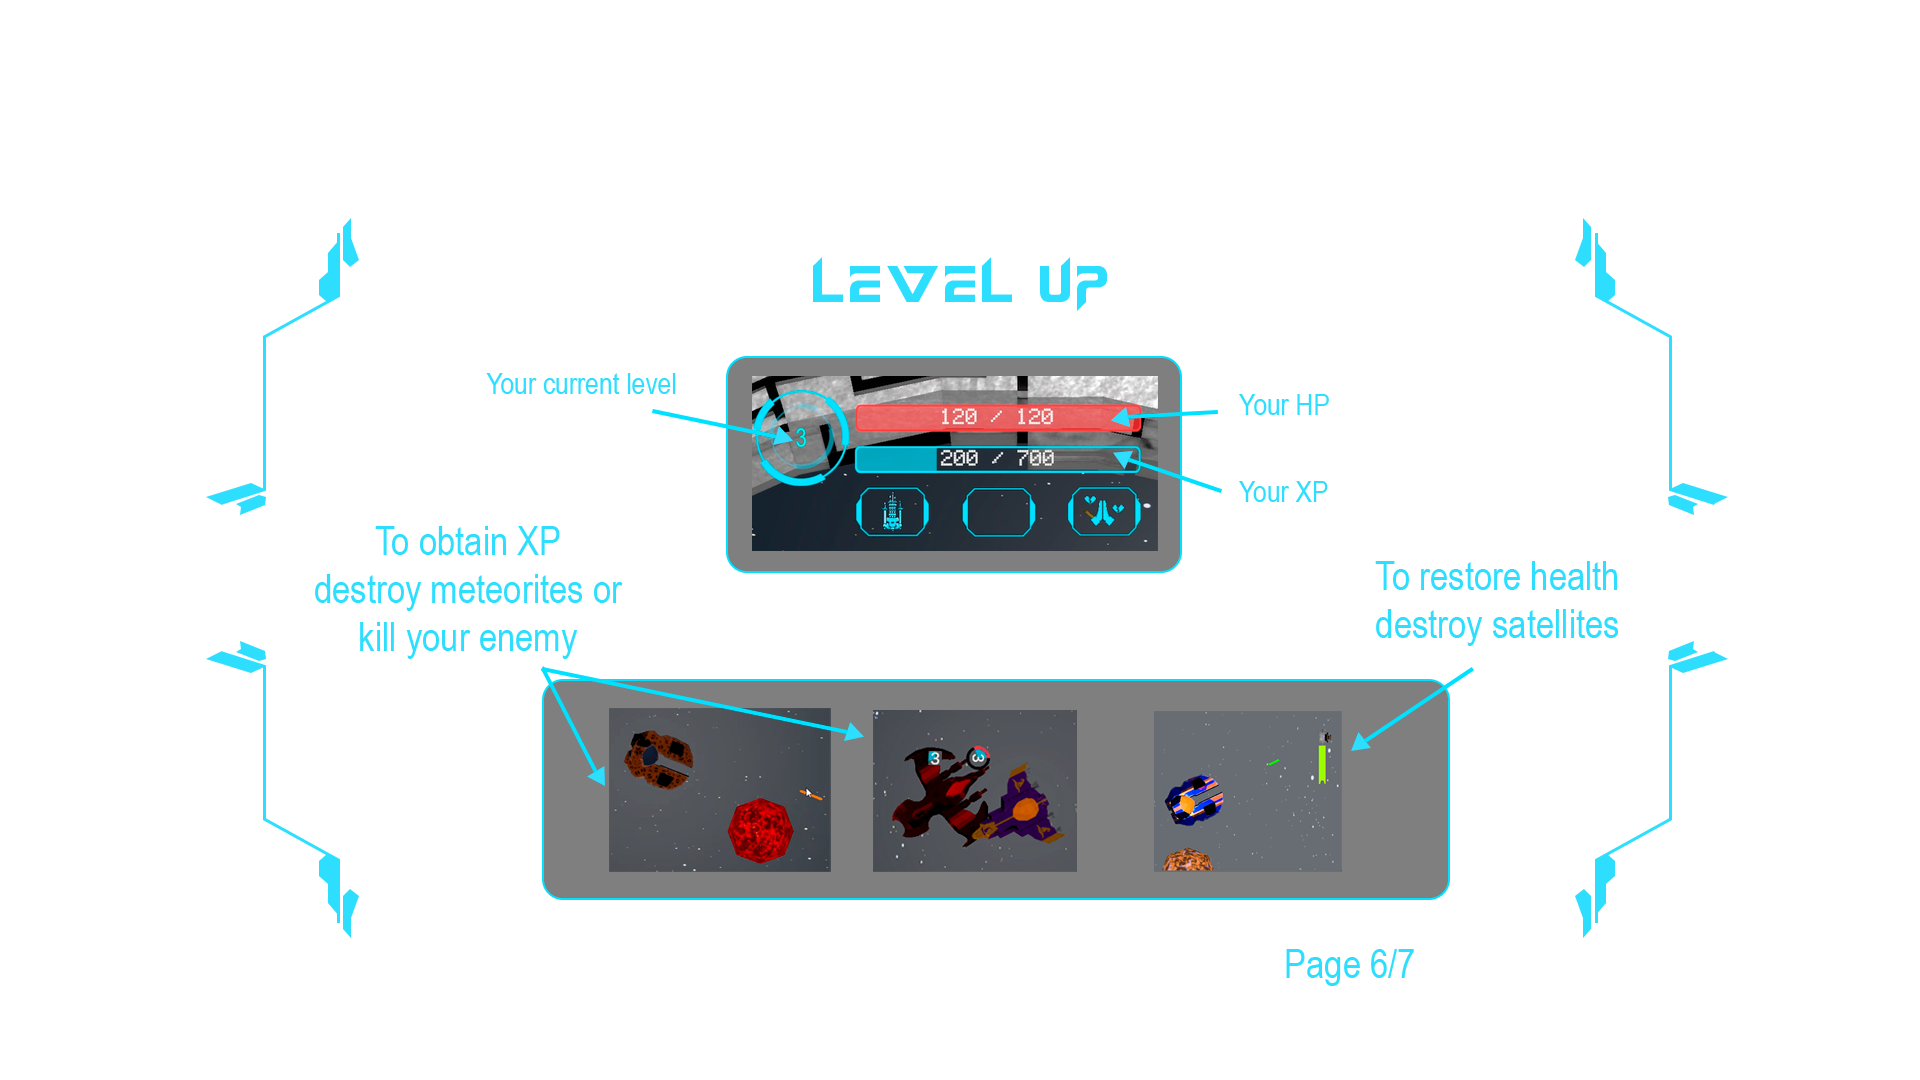 LEVEL UP
Your current level
120 / 120
Your HP
3
200 / 700
Your XP
To obtain XP
destroy meteorites or
kill your enemy
To restore health
destroy satellites
3
3
Page 6/7